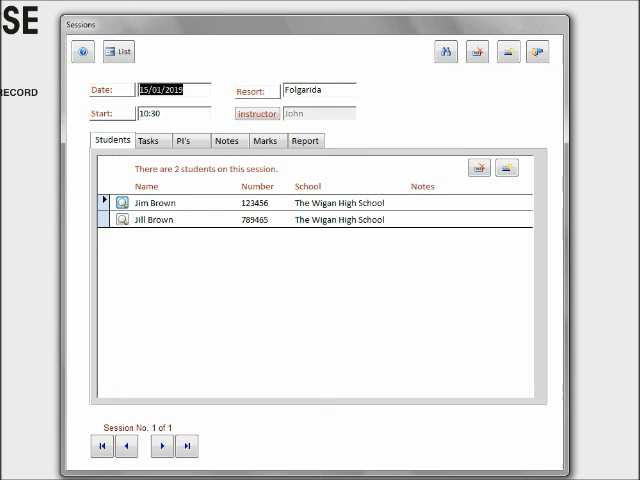 SE
Sessions
List
RECORD
Date: 15/01/2019 Resort: Folgarida
Start: 10:30 instructor John
Students Tasks PI's Notes Marks Report
There are 2 students on this session.
Name Number School Notes
Jim Brown 123456 The Wigan High School
Jill Brown 789465 The Wigan High School
Session No. 1 of 1